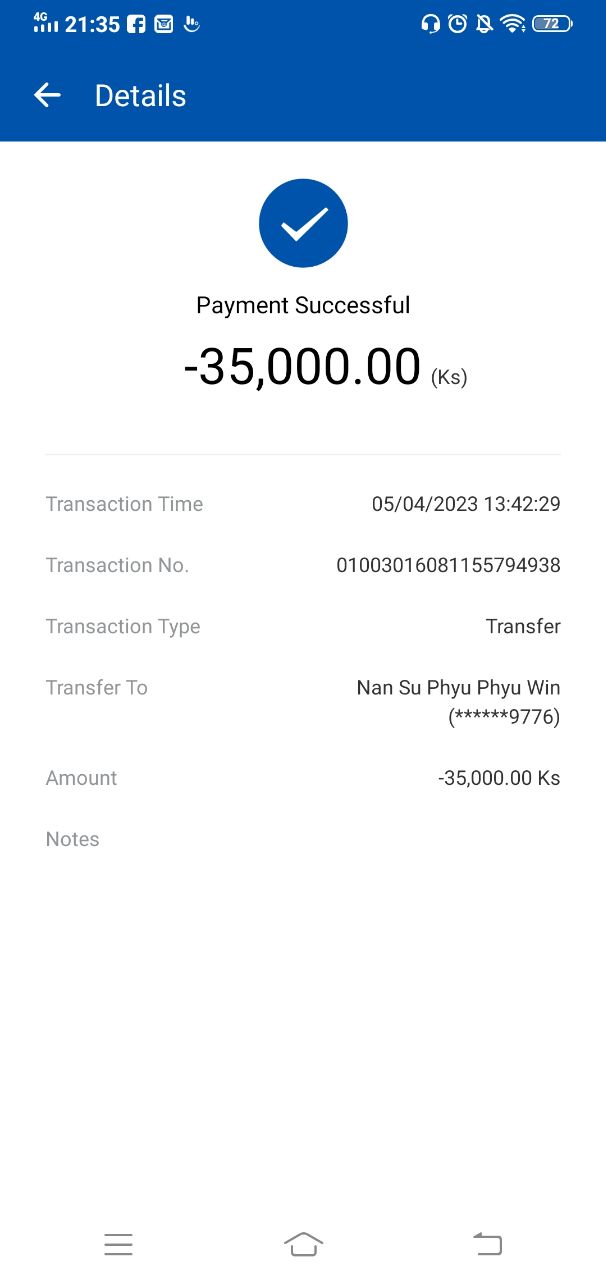 4G 21:35 72
Details
Payment Successful
-35,000.00 (Ks)
Transaction Time 05/04/2023 13:42:29
Transaction No. 01003016081155794938
Transaction Type Transfer
Transfer To Nan Su Phyu Phyu Win
(******9776)
Amount -35,000.00 Ks
Notes